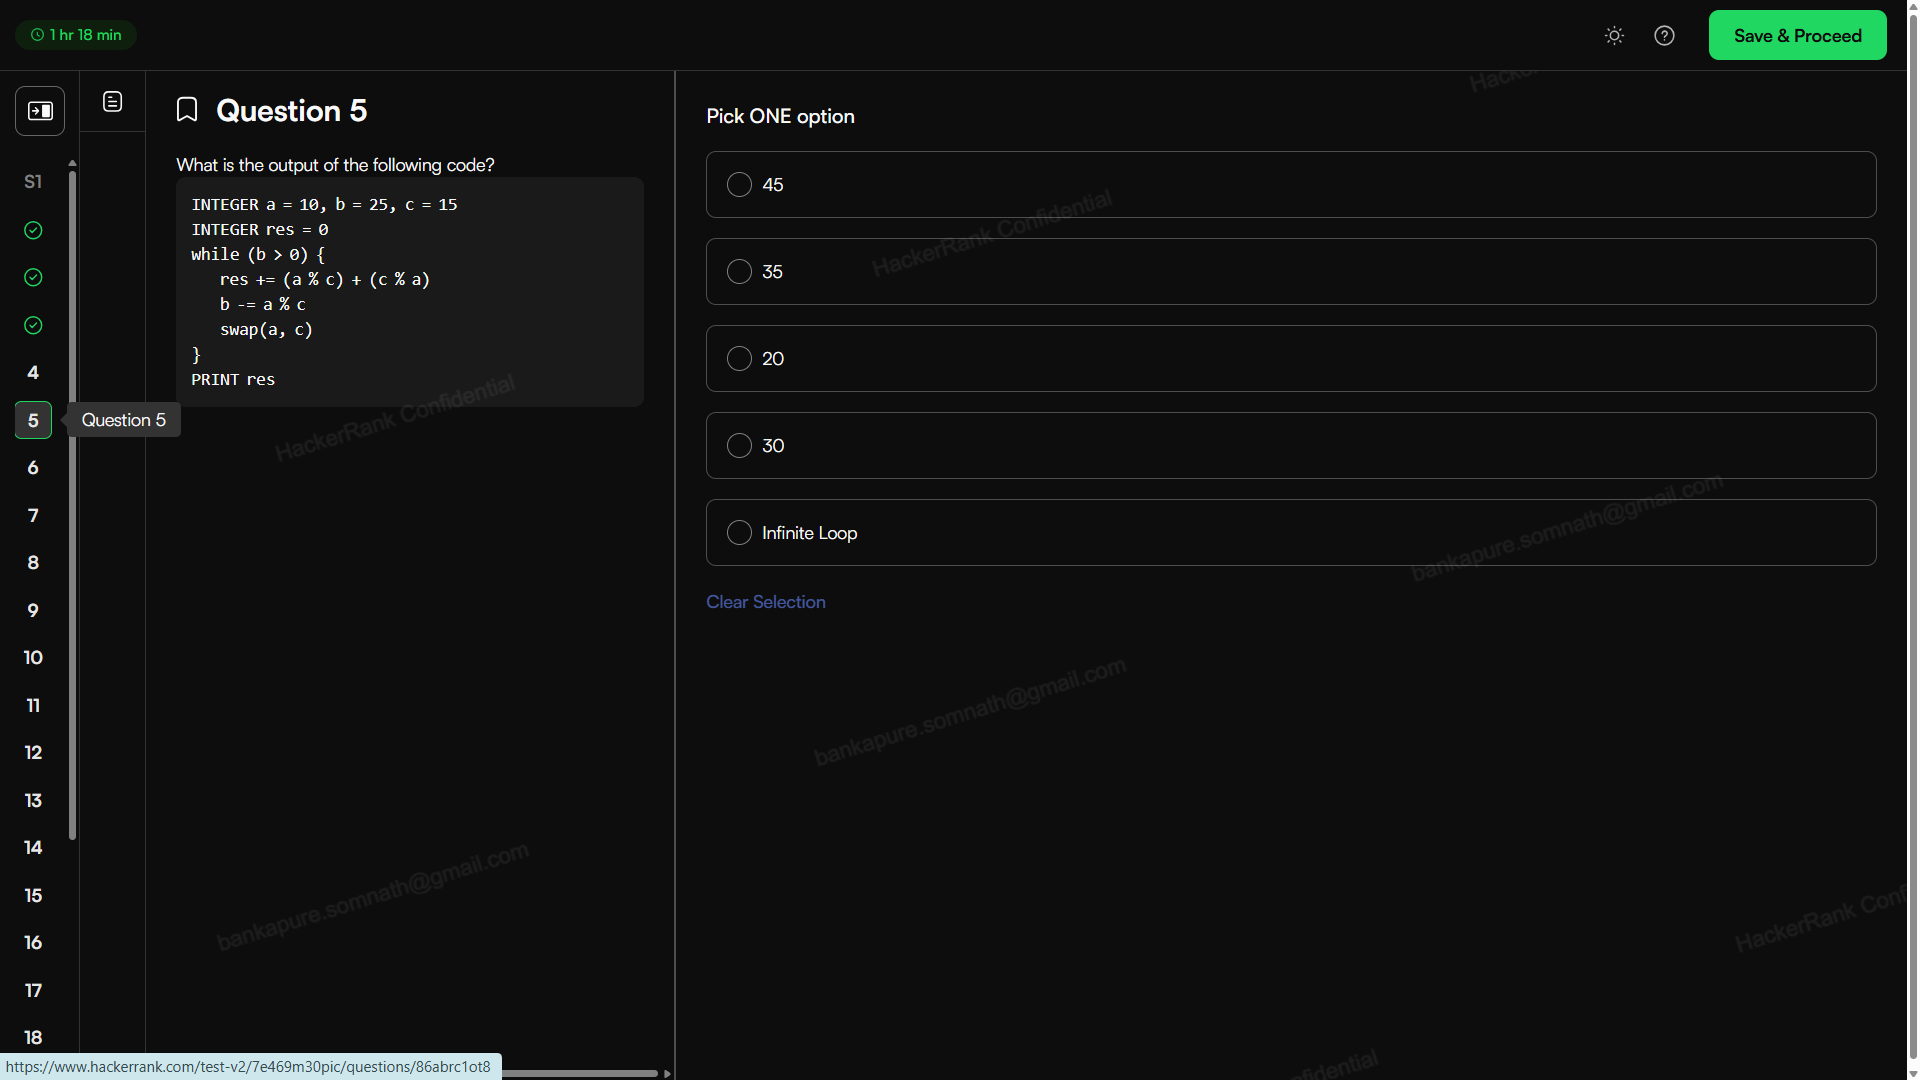 1 hr 18 min
Save & Proceed
S1
4
5
6
7
8
9
10
11
12
13
14
15
16
17
18
Question 5
Question 5
What is the output of the following code?
INTEGER a = 10, b = 25, c = 15
INTEGER res = 0
while (b > 0) {
   res += (a % c) + (c % a)
   b -= a % c
   swap(a, c)
}
PRINT res
Pick ONE option
45
35
20
30
Infinite Loop
Clear Selection
HackerRank Confidential
HackerRank Confidential
bankapure.somnath@gmail.com
bankapure.somnath@gmail.com
bankapure.somnath@gmail.com
HackerRank Conf
https://www.hackerrank.com/test-v2/7e469m30pic/questions/86abrc1ot8